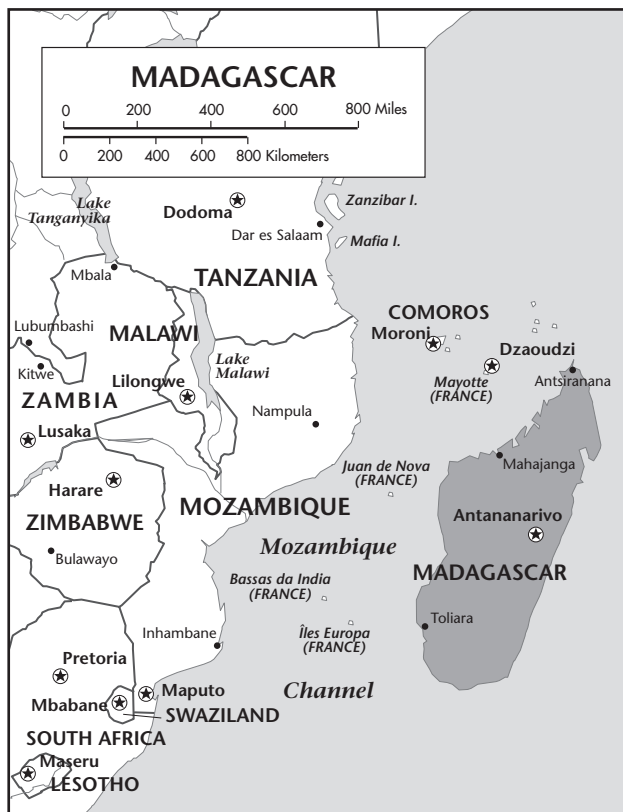 MADAGASCAR
0 200 400 600 800 Miles
0 200 400 600 800 Kilometers
Lake
Tanganyika
Dodoma
Zanzibar I.
Dar es Salaam
Mafia I.
Mbala
TANZANIA
COMOROS
Moroni
Lubumbashi
MALAWI
Dzaoudzi
Kitwe
Lake
Malawi
Mayotte
(FRANCE)
Antsiranana
Lilongwe
ZAMBIA
Nampula
Lusaka
Mahajanga
Juan de Nova
(FRANCE)
Harare
MOZAMBIQUE
Antananarivo
ZIMBABWE
Mozambique
Bulawayo
MADAGASCAR
Bassas da India
(FRANCE)
Toliara
Inhambane
Îles Europa
(FRANCE)
Pretoria
Maputo
Channel
Mbabane
SWAZILAND
SOUTH AFRICA
Maseru
LESOTHO